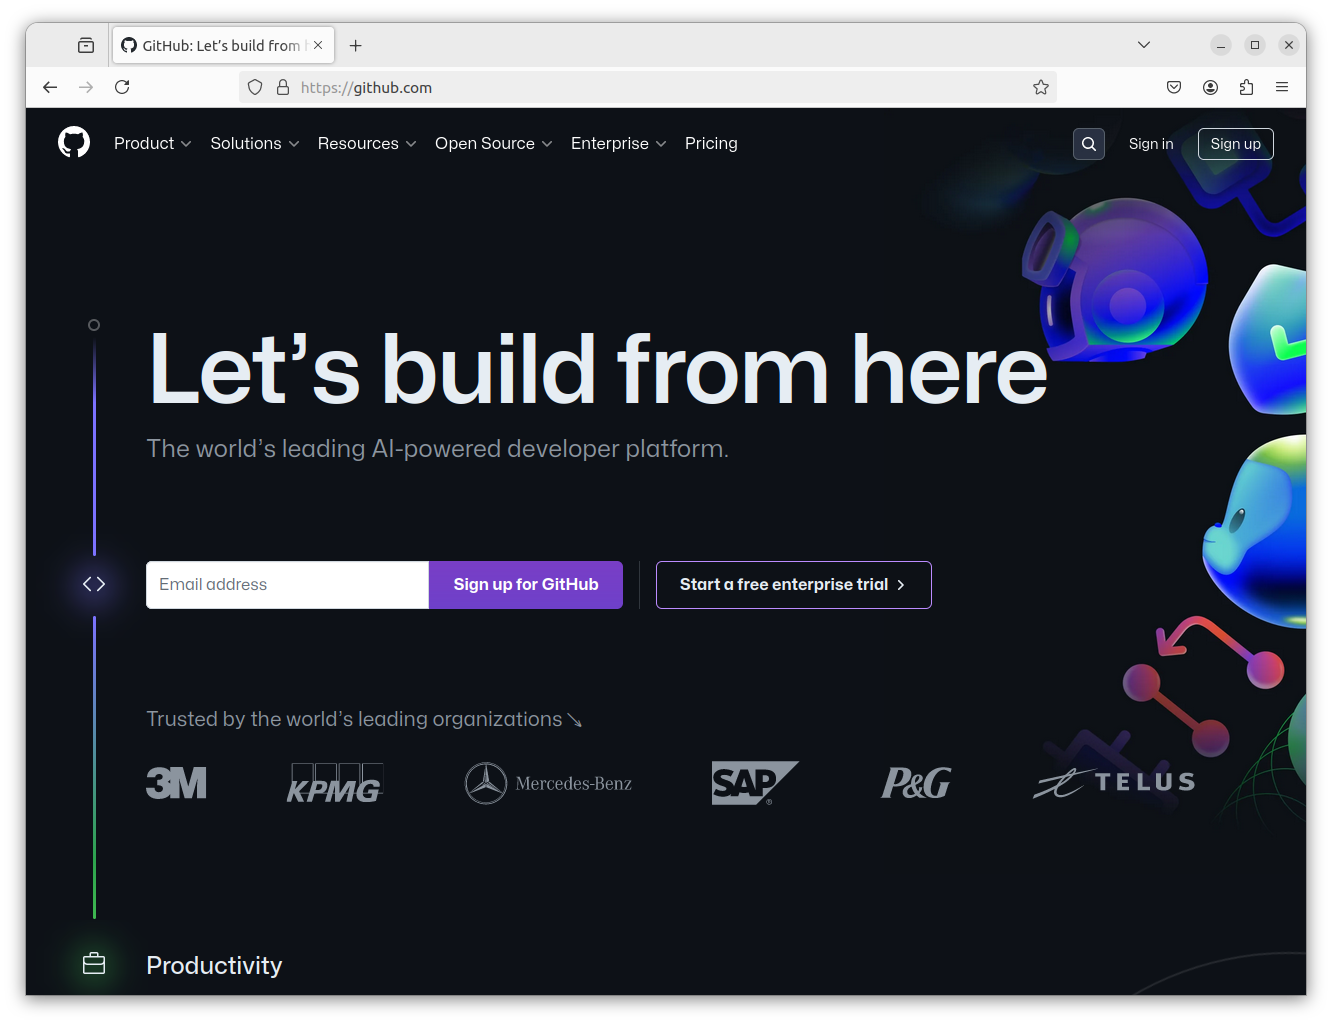 GitHub: Let's build from
https://github.com
Product
Solutions
Resources
Open Source
Enterprise
Pricing
Sign in
Sign up
Let's build from here
The world's leading AI-powered developer platform.
Email address
Sign up for GitHub
Start a free enterprise trial
Trusted by the world's leading organizations
3M
KPMG
Mercedes-Benz
SAP
P&G
TELUS
Productivity